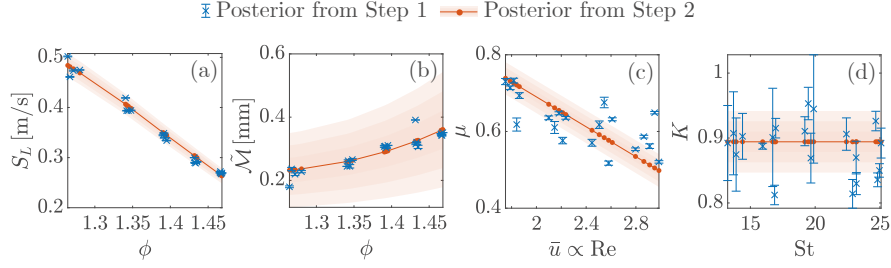 Posterior from Step 1 Posterior from Step 2
(a) (b) (c) (d)
S_L [m/s]
0.5
0.4
0.3
0.2
1.3 1.35 1.4 1.45
ϕ
ℳ̃ [mm]
0.6
0.4
0.2
1.3 1.35 1.4 1.45
ϕ
μ
0.8
0.6
0.4
2 2.4 2.8
ū ∝ Re
K
1
0.9
0.8
15 20 25
St